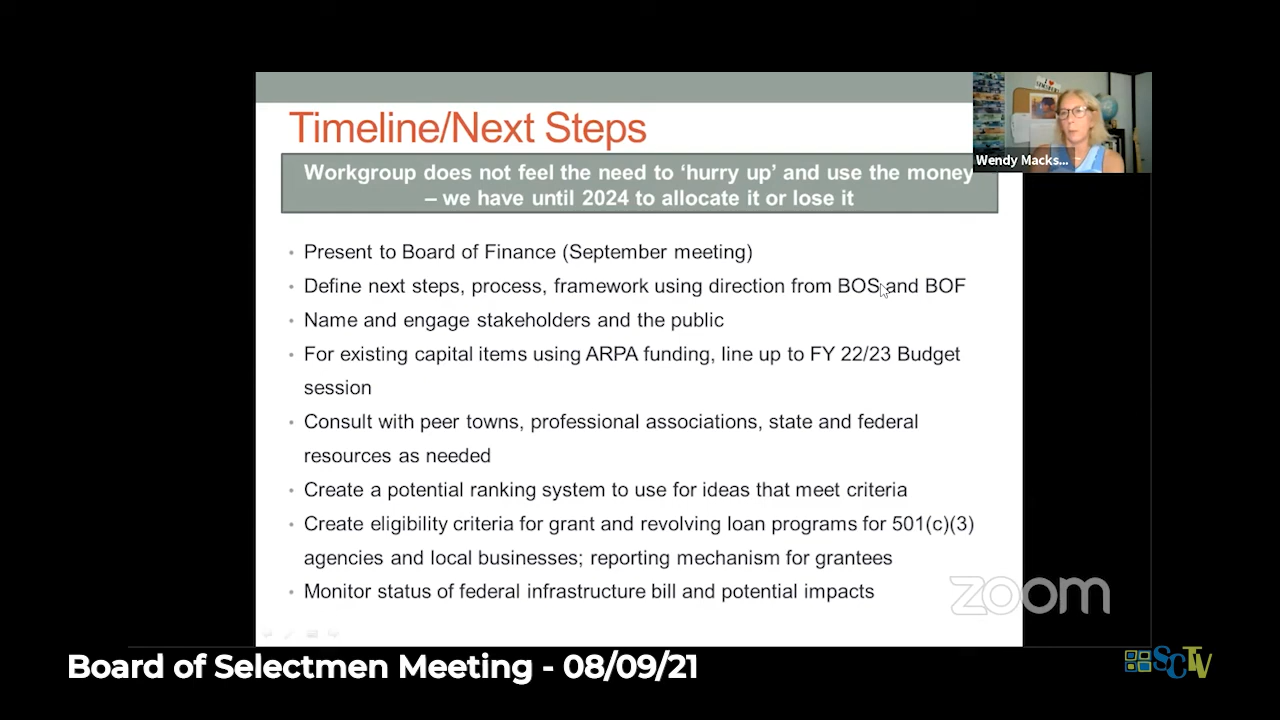 Timeline/Next Steps
Workgroup does not feel the need to ‘hurry up’ and use the money
– we have until 2024 to allocate it or lose it
Wendy Macks...
• Present to Board of Finance (September meeting)
• Define next steps, process, framework using direction from BOS and BOF
• Name and engage stakeholders and the public
• For existing capital items using ARPA funding, line up to FY 22/23 Budget
session
• Consult with peer towns, professional associations, state and federal
resources as needed
• Create a potential ranking system to use for ideas that meet criteria
• Create eligibility criteria for grant and revolving loan programs for 501(c)(3)
agencies and local businesses; reporting mechanism for grantees
• Monitor status of federal infrastructure bill and potential impacts
zoom
Board of Selectmen Meeting - 08/09/21
SCTV